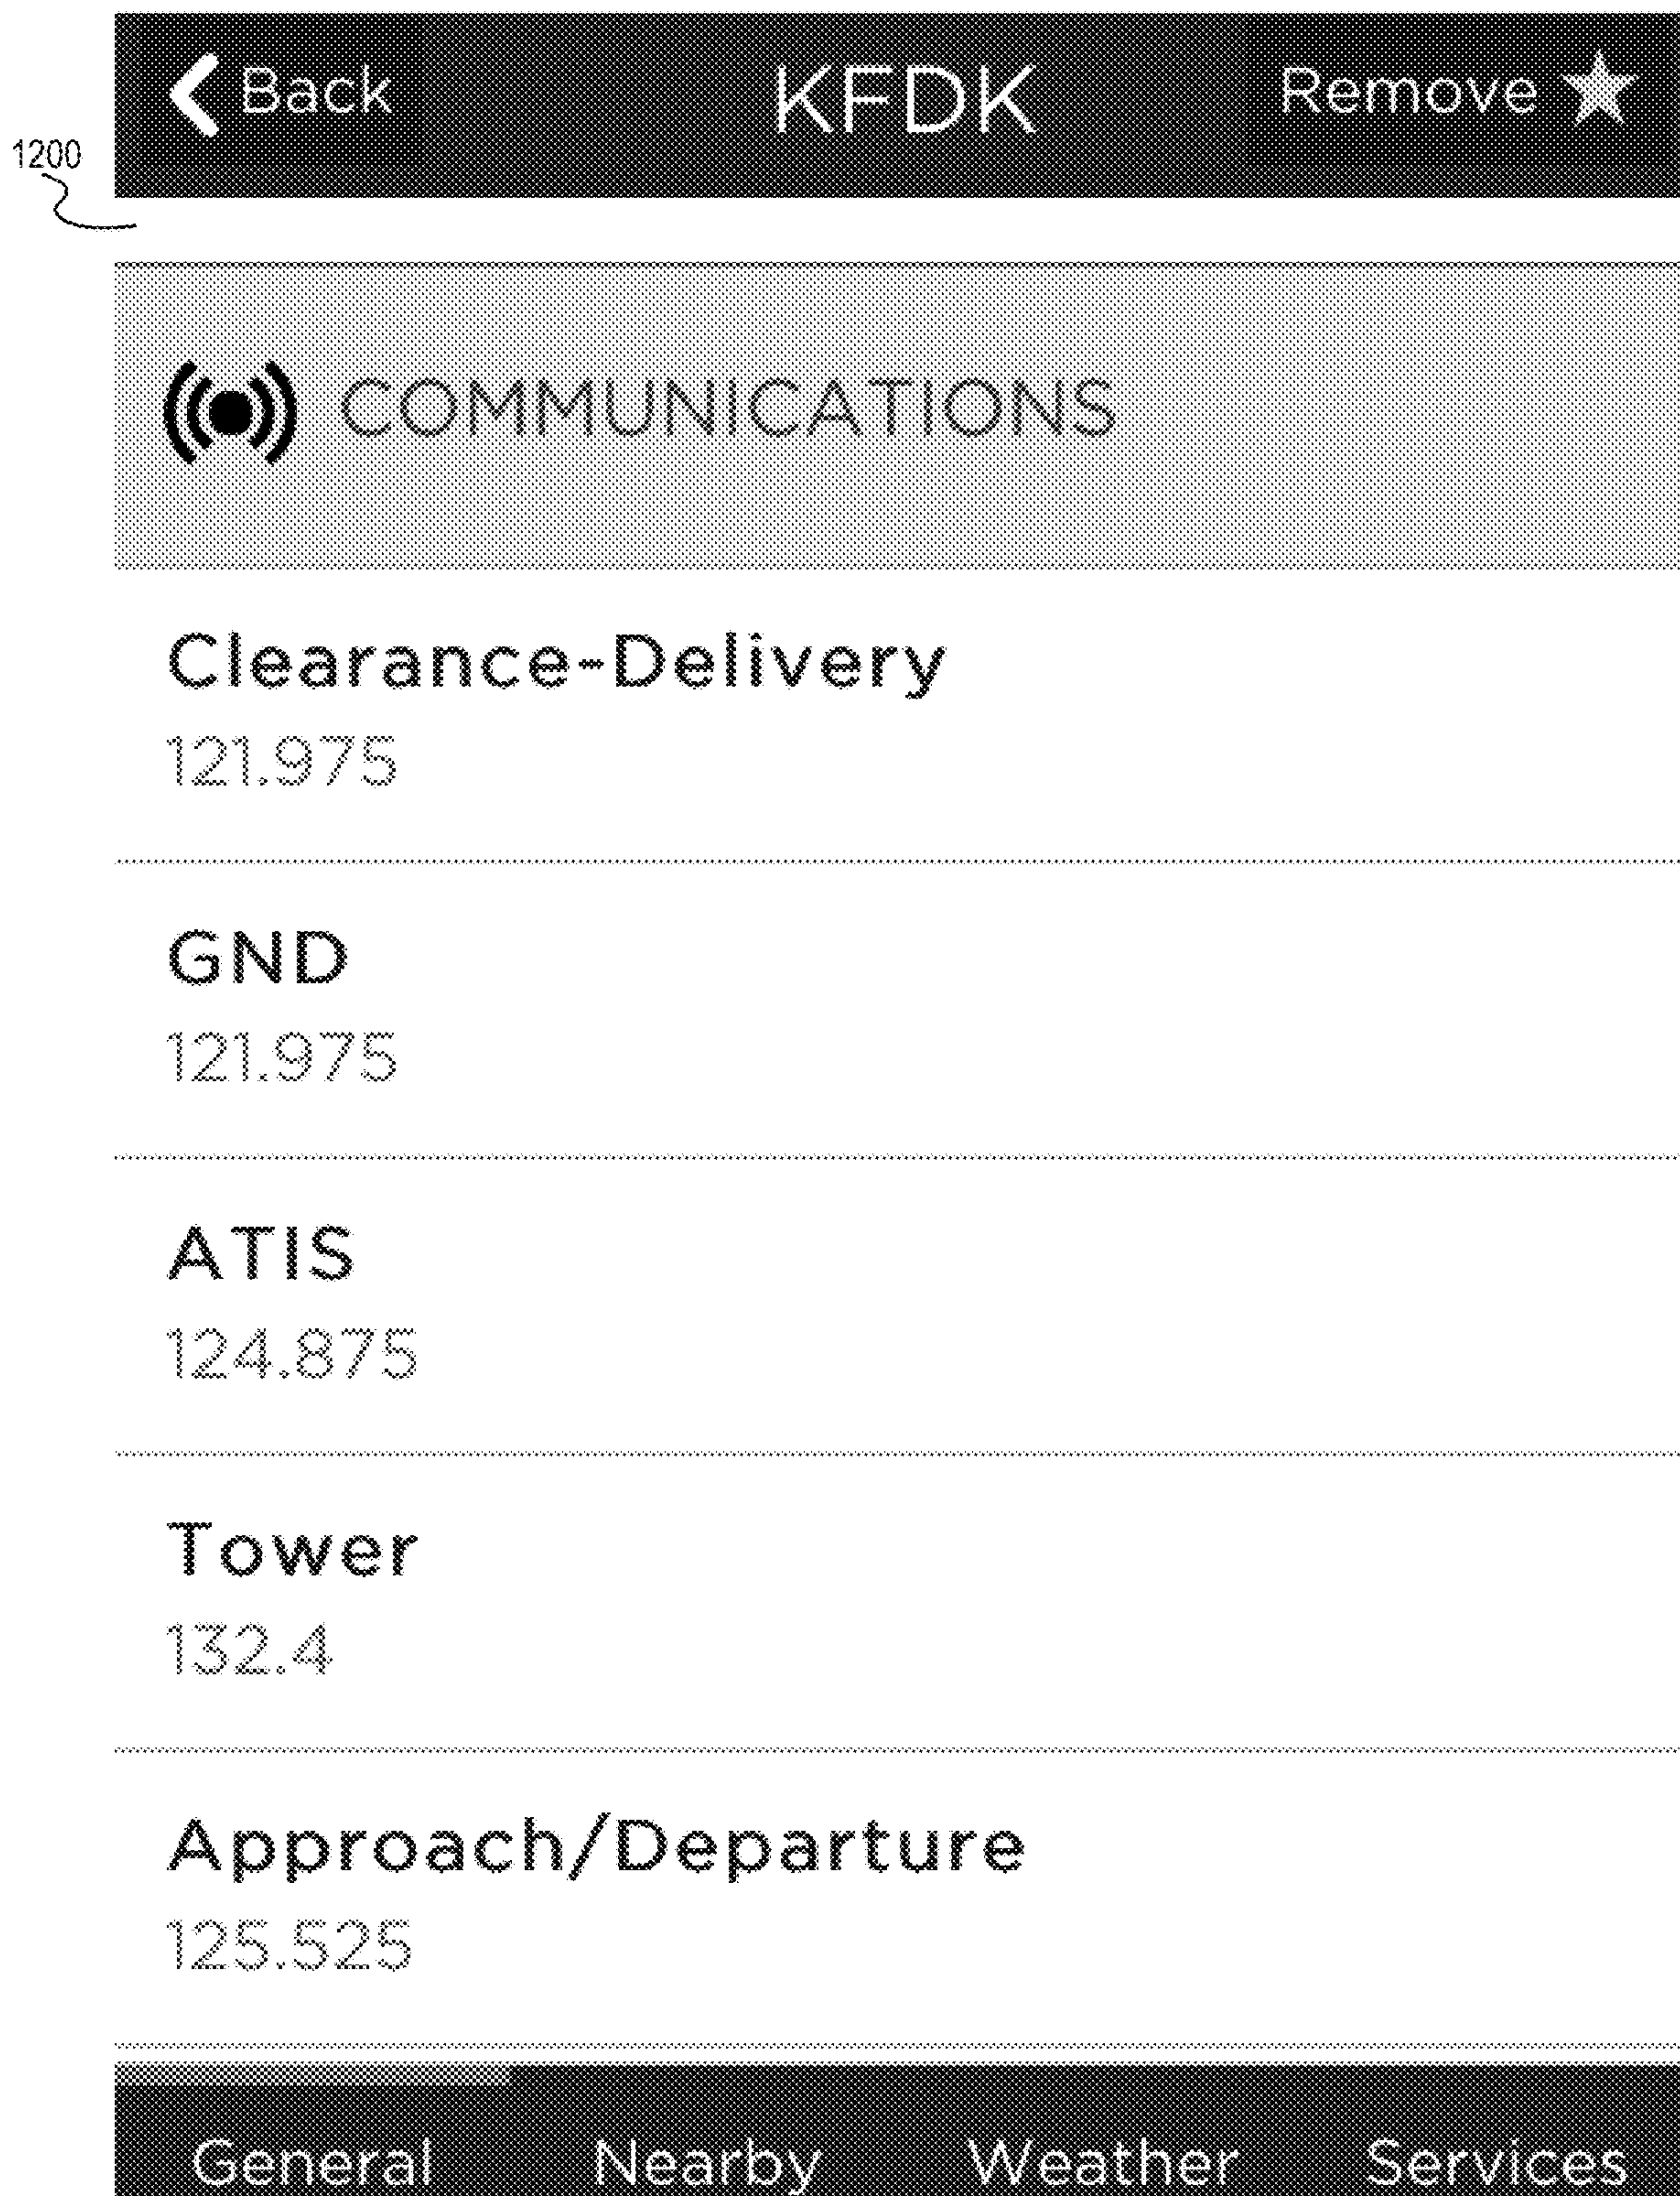 Back KFDK Remove
1200
COMMUNICATIONS
Clearance-Delivery
121.975
GND
121.975
ATIS
124.875
Tower
132.4
Approach/Departure
125.525
General Nearby Weather Services